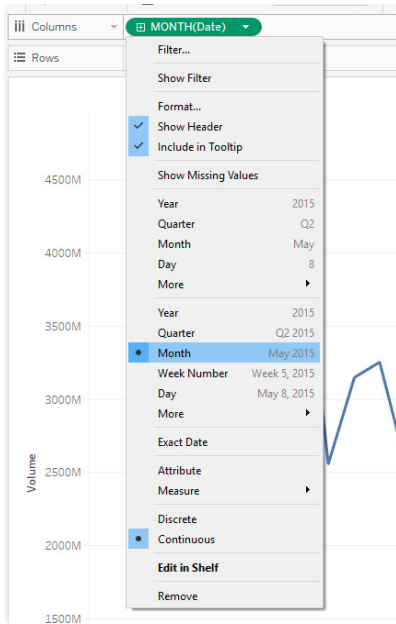 Columns
MONTH(Date)
Rows
Filter...
Show Filter
Format...
Show Header
Include in Tooltip
Show Missing Values
Year 2015
Quarter Q2
Month May
Day 8
More
Year 2015
Quarter Q2 2015
Month May 2015
Week Number Week 5, 2015
Day May 8, 2015
More
Exact Date
Attribute
Measure
Discrete
Continuous
Edit in Shelf
Remove
4500M
4000M
3500M
3000M
2500M
2000M
1500M
Volume